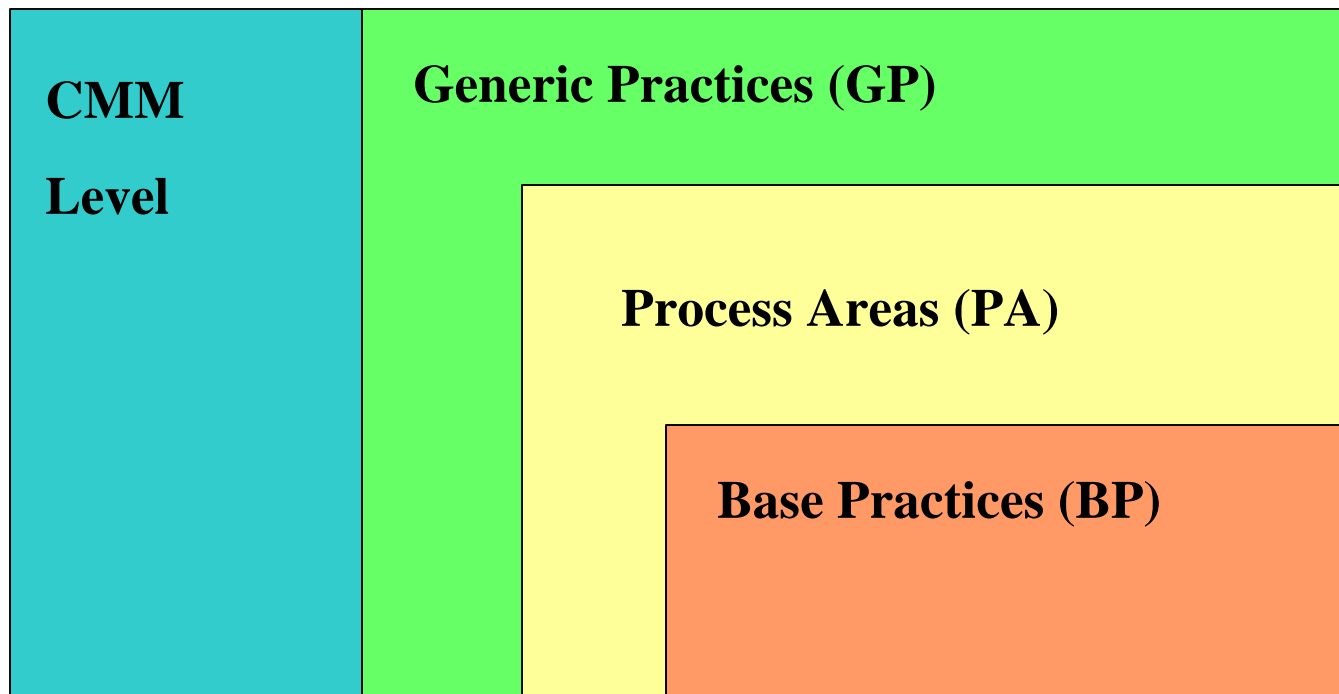 CMM
Level
Generic Practices (GP)
Process Areas (PA)
Base Practices (BP)